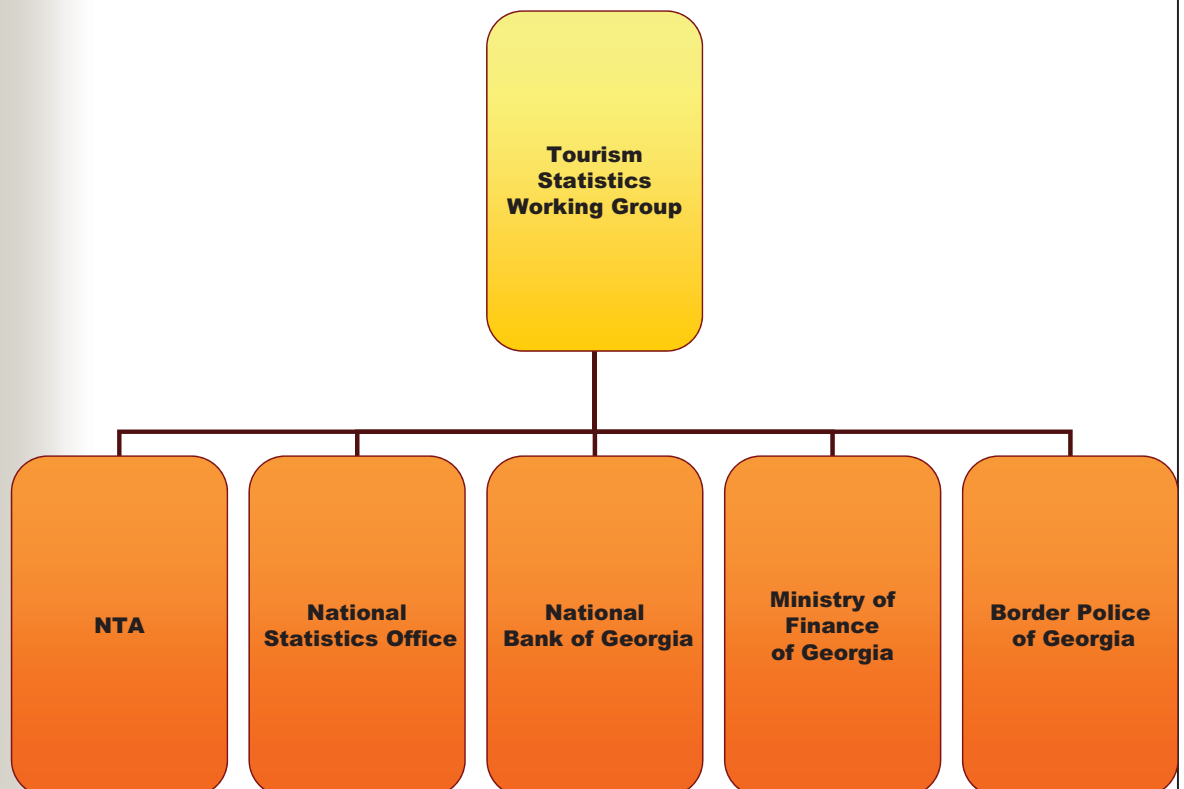 Tourism
Statistics
Working Group
NTA
National
Statistics Office
National
Bank of Georgia
Ministry of
Finance
of Georgia
Border Police
of Georgia